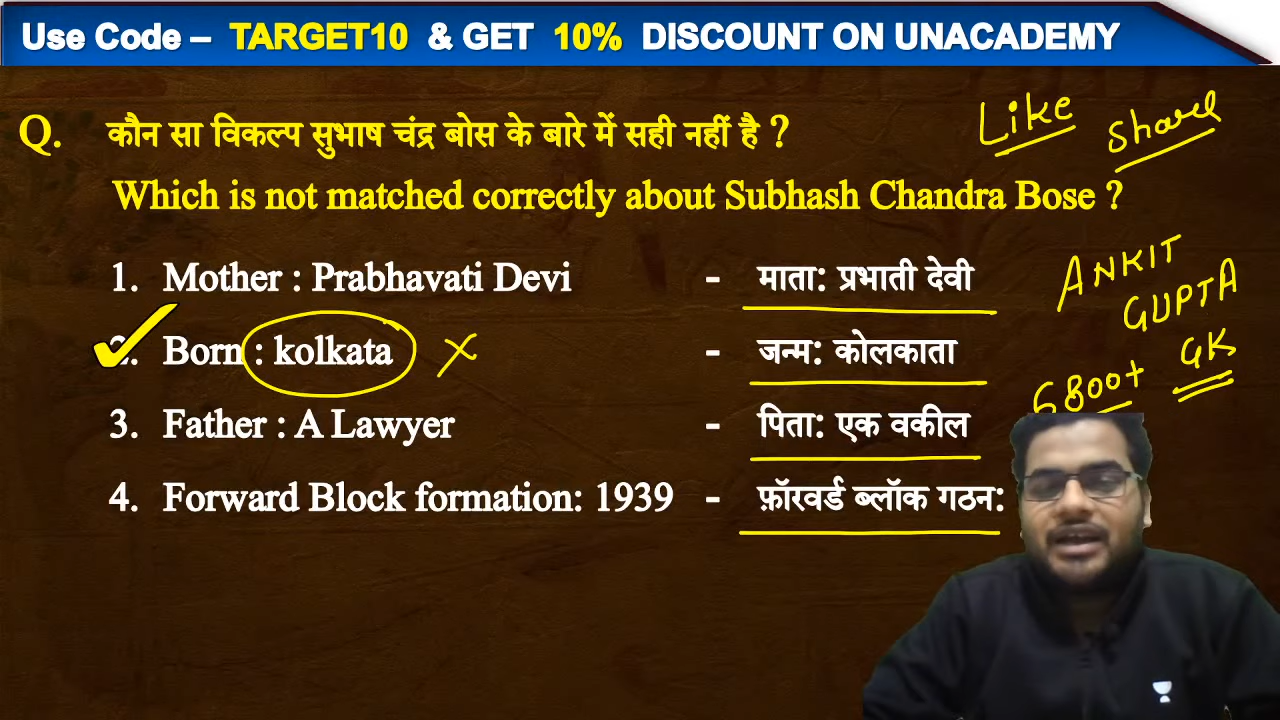 Use Code – TARGET10 & GET 10% DISCOUNT ON UNACADEMY
Q. कौन सा विकल्प सुभाष चंद्र बोस के बारे में सही नहीं है ?
Which is not matched correctly about Subhash Chandra Bose ?
Like Share
1. Mother : Prabhavati Devi - माता: प्रभाती देवी
2. Born : kolkata - जन्म: कोलकाता
3. Father : A Lawyer - पिता: एक वकील
4. Forward Block formation: 1939 - फ़ॉरवर्ड ब्लॉक गठन:
ANKIT
GUPTA
GK
6800+